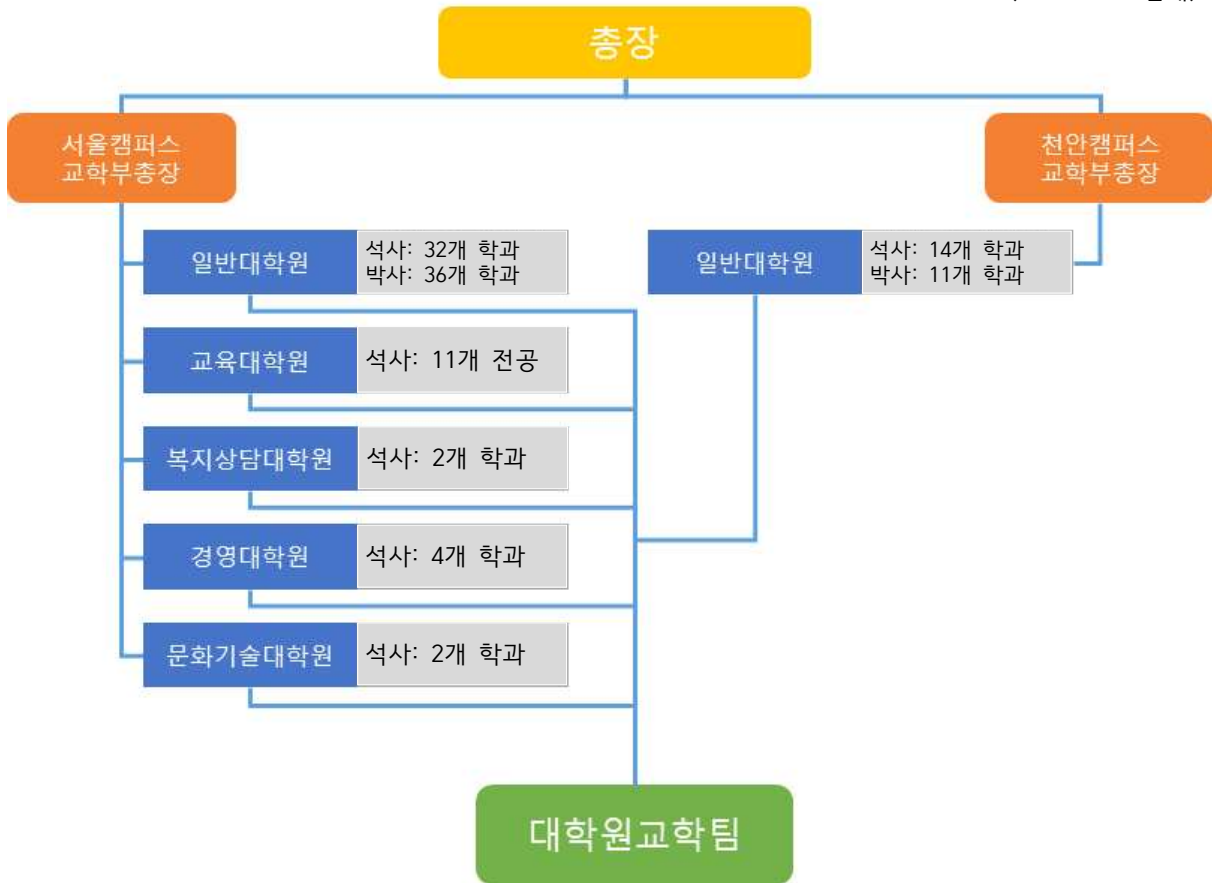 총장
서울캠퍼스
교학부총장
천안캠퍼스
교학부총장
일반대학원
석사: 32개 학과
박사: 36개 학과
일반대학원
석사: 14개 학과
박사: 11개 학과
교육대학원
석사: 11개 전공
복지상담대학원
석사: 2개 학과
경영대학원
석사: 4개 학과
문화기술대학원
석사: 2개 학과
대학원교학팀